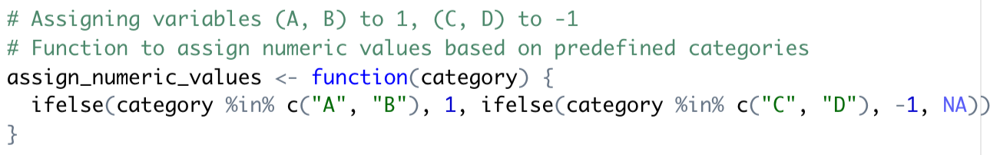 # Assigning variables (A, B) to 1, (C, D) to -1
# Function to assign numeric values based on predefined categories
assign_numeric_values <- function(category) {
  ifelse(category %in% c("A", "B"), 1, ifelse(category %in% c("C", "D"), -1, NA))
}